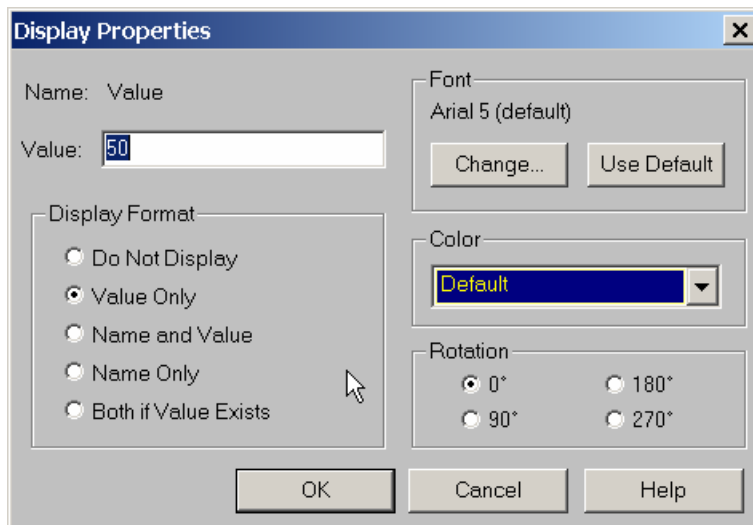 Display Properties
Name: Value
Value: 50
Display Format
Do Not Display
Value Only
Name and Value
Name Only
Both if Value Exists
Font
Arial 5 (default)
Change... Use Default
Color
Default
Rotation
0° 180°
90° 270°
OK Cancel Help